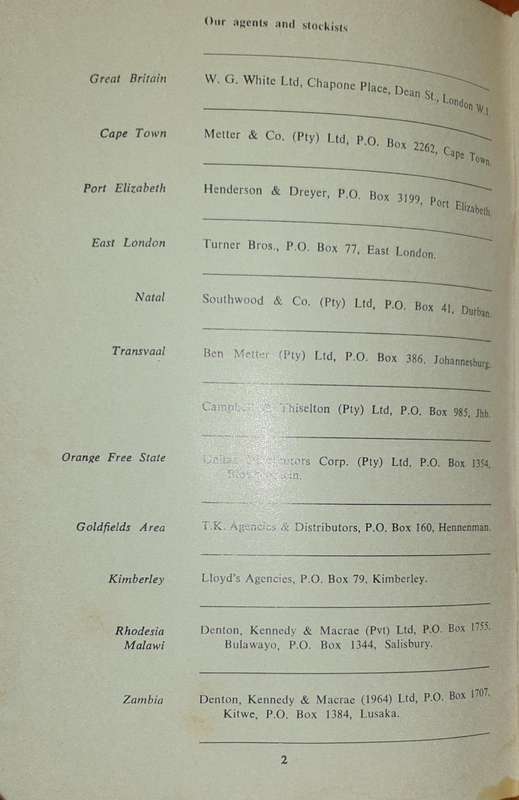 Our agents and stockists
Great Britain W. G. White Ltd, Chapone Place, Dean St., London W.1.
Cape Town Metter & Co. (Pty) Ltd, P.O. Box 2262, Cape Town.
Port Elizabeth Henderson & Dreyer, P.O. Box 3199, Port Elizabeth.
East London Turner Bros., P.O. Box 77, East London.
Natal Southwood & Co. (Pty) Ltd, P.O. Box 41, Durban.
Transvaal Ben Metter (Pty) Ltd, P.O. Box 386, Johannesburg.
Campbell & Thiselton (Pty) Ltd, P.O. Box 985, Jhb.
Orange Free State Corp. (Pty) Ltd, P.O. Box 1354,
Goldfields Area T.K. Agencies & Distributors, P.O. Box 160, Hennenman.
Kimberley Lloyd's Agencies, P.O. Box 79, Kimberley.
Rhodesia Denton, Kennedy & Macrae (Pvt) Ltd, P.O. Box 1755,
Malawi Bulawayo, P.O. Box 1344, Salisbury.
Zambia Denton, Kennedy & Macrae (1964) Ltd, P.O. Box 1707,
Kitwe, P.O. Box 1384, Lusaka.
2